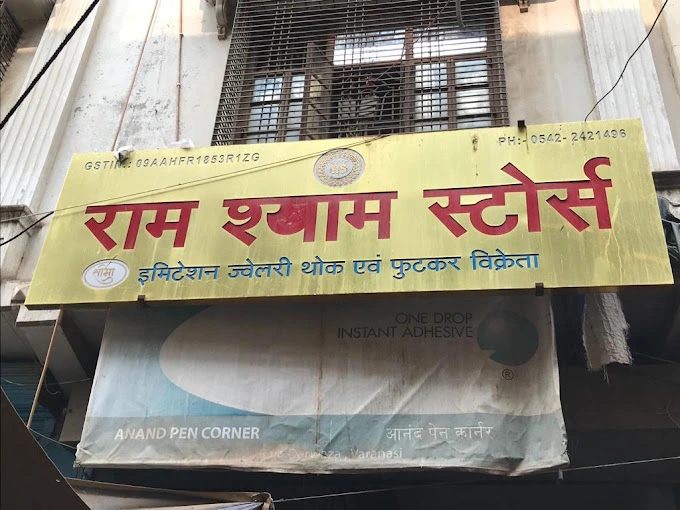 GSTIN.: 09AAHFR1853R1ZG
PH:- 0542- 2421496
राम श्याम स्टोर्स
इमिटेशन ज्वेलरी थोक एवं फुटकर विक्रेता
ONE DROP
INSTANT ADHESIVE
®
ANAND PEN CORNER
आनंद पेन कार्नर
Varanasi